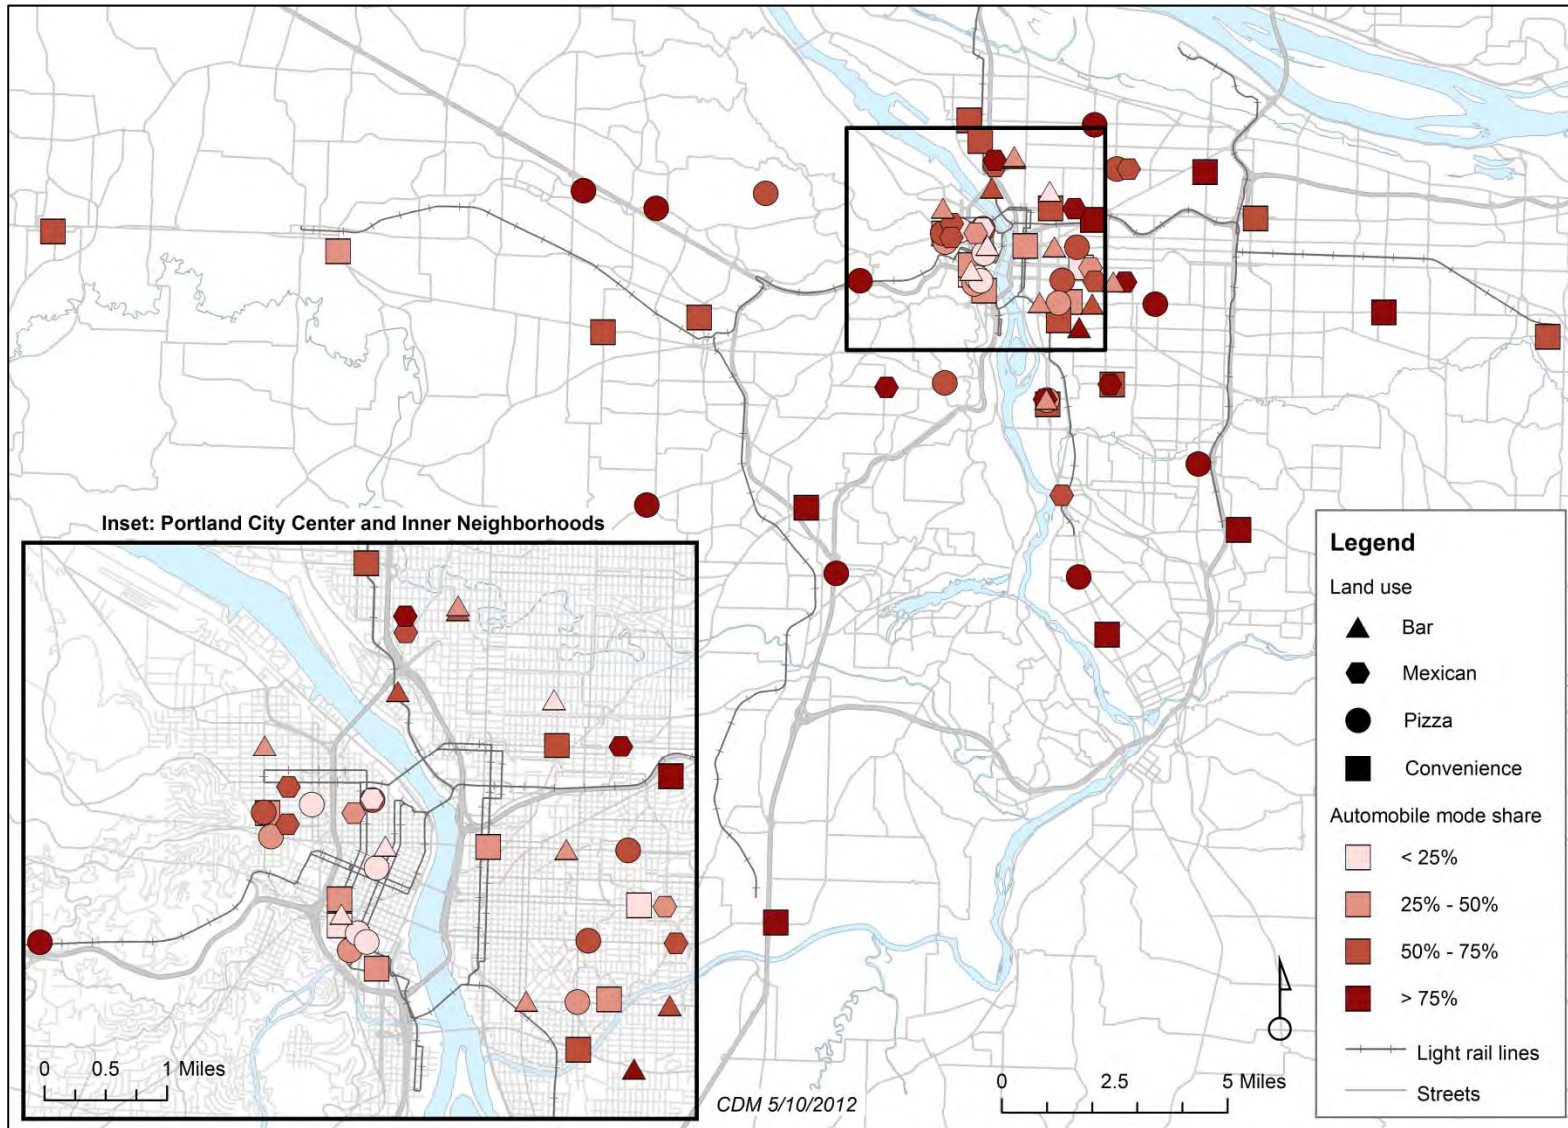 Inset: Portland City Center and Inner Neighborhoods
0 0.5 1 Miles
CDM 5/10/2012
0 2.5 5 Miles
Legend
Land use
Bar
Mexican
Pizza
Convenience
Automobile mode share
< 25%
25% - 50%
50% - 75%
> 75%
Light rail lines
Streets